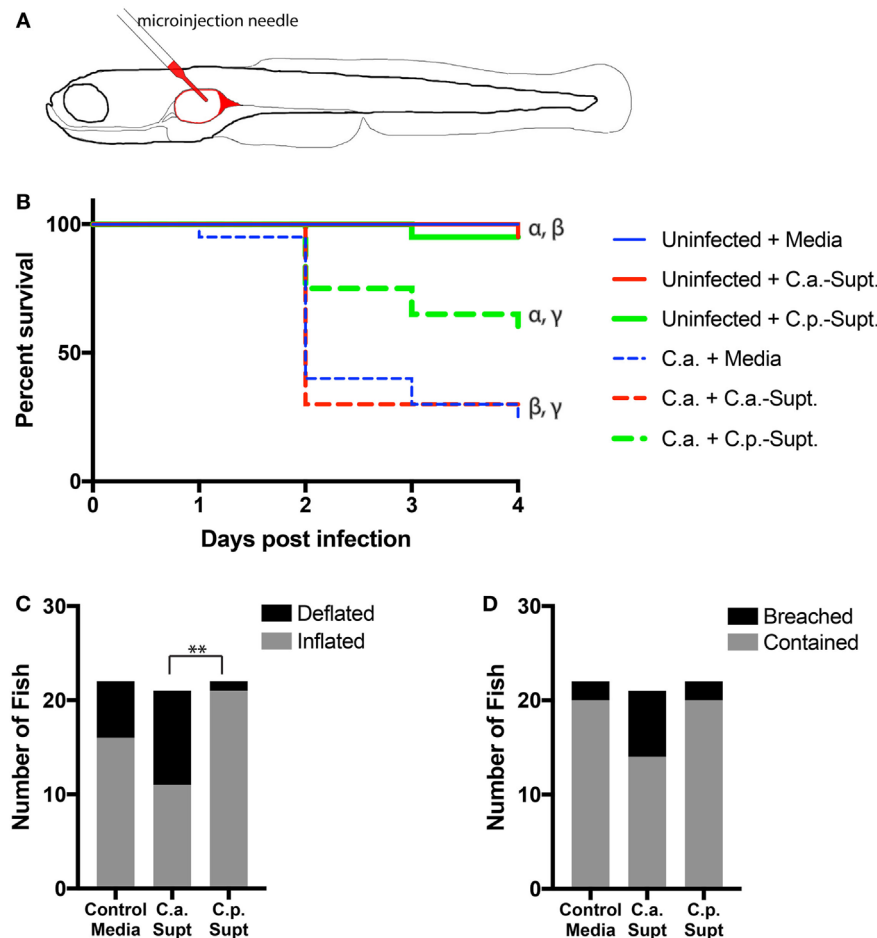 A
microinjection needle
B
Percent survival
100
50
0
0 1 2 3 4
Days post infection
α, β
α, γ
β, γ
Uninfected + Media
Uninfected + C.a.-Supt.
Uninfected + C.p.-Supt.
C.a. + Media
C.a. + C.a.-Supt.
C.a. + C.p.-Supt.
C
Number of Fish
30
20
10
0
Deflated
Inflated
**
Control Media
C.a. Supt
C.p. Supt
D
Number of Fish
30
20
10
0
Breached
Contained
Control Media
C.a. Supt
C.p. Supt